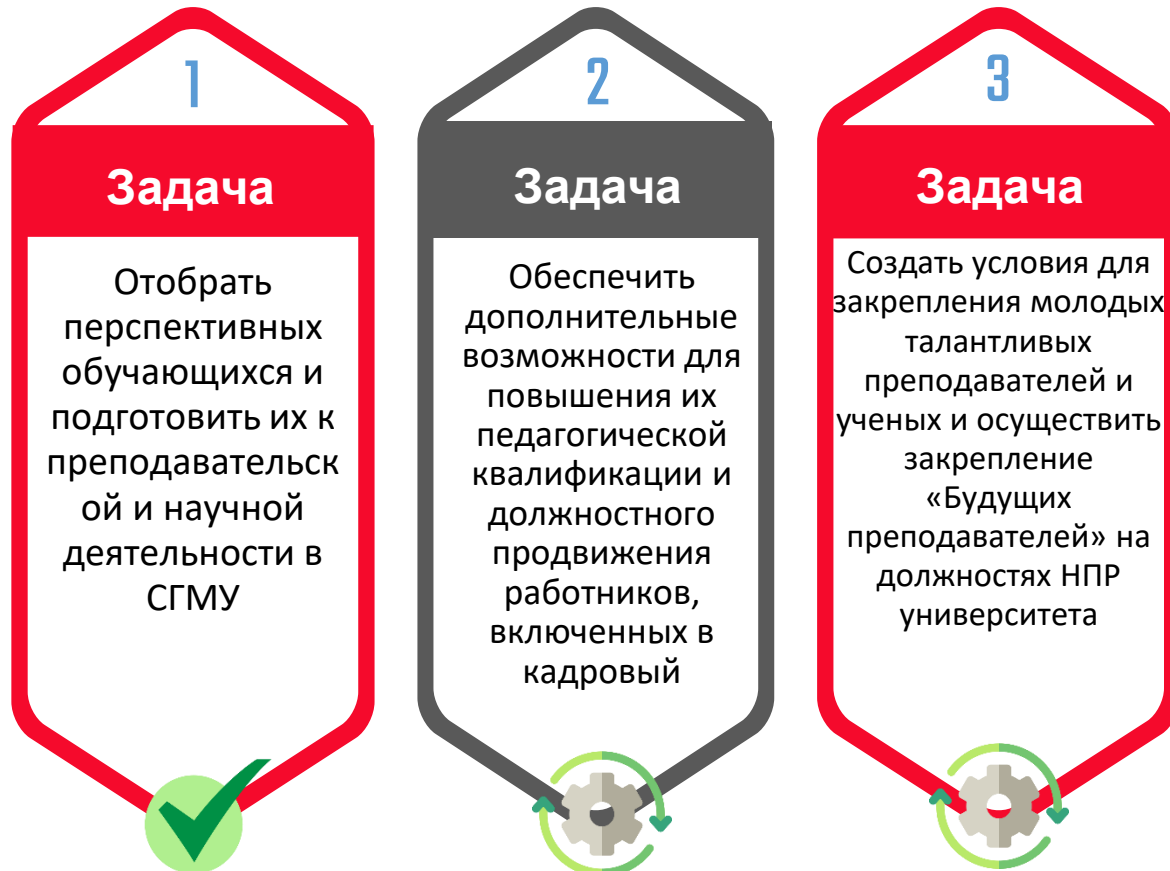 1
Задача
Отобрать
перспективных
обучающихся и
подготовить их к
преподавательск
ой и научной
деятельности в
СГМУ
2
Задача
Обеспечить
дополнительные
возможности для
повышения их
педагогической
квалификации и
должностного
продвижения
работников,
включенных в
кадровый
3
Задача
Создать условия для
закрепления молодых
талантливых
преподавателей и
ученых и осуществить
закрепление
«Будущих
преподавателей» на
должностях НПР
университета